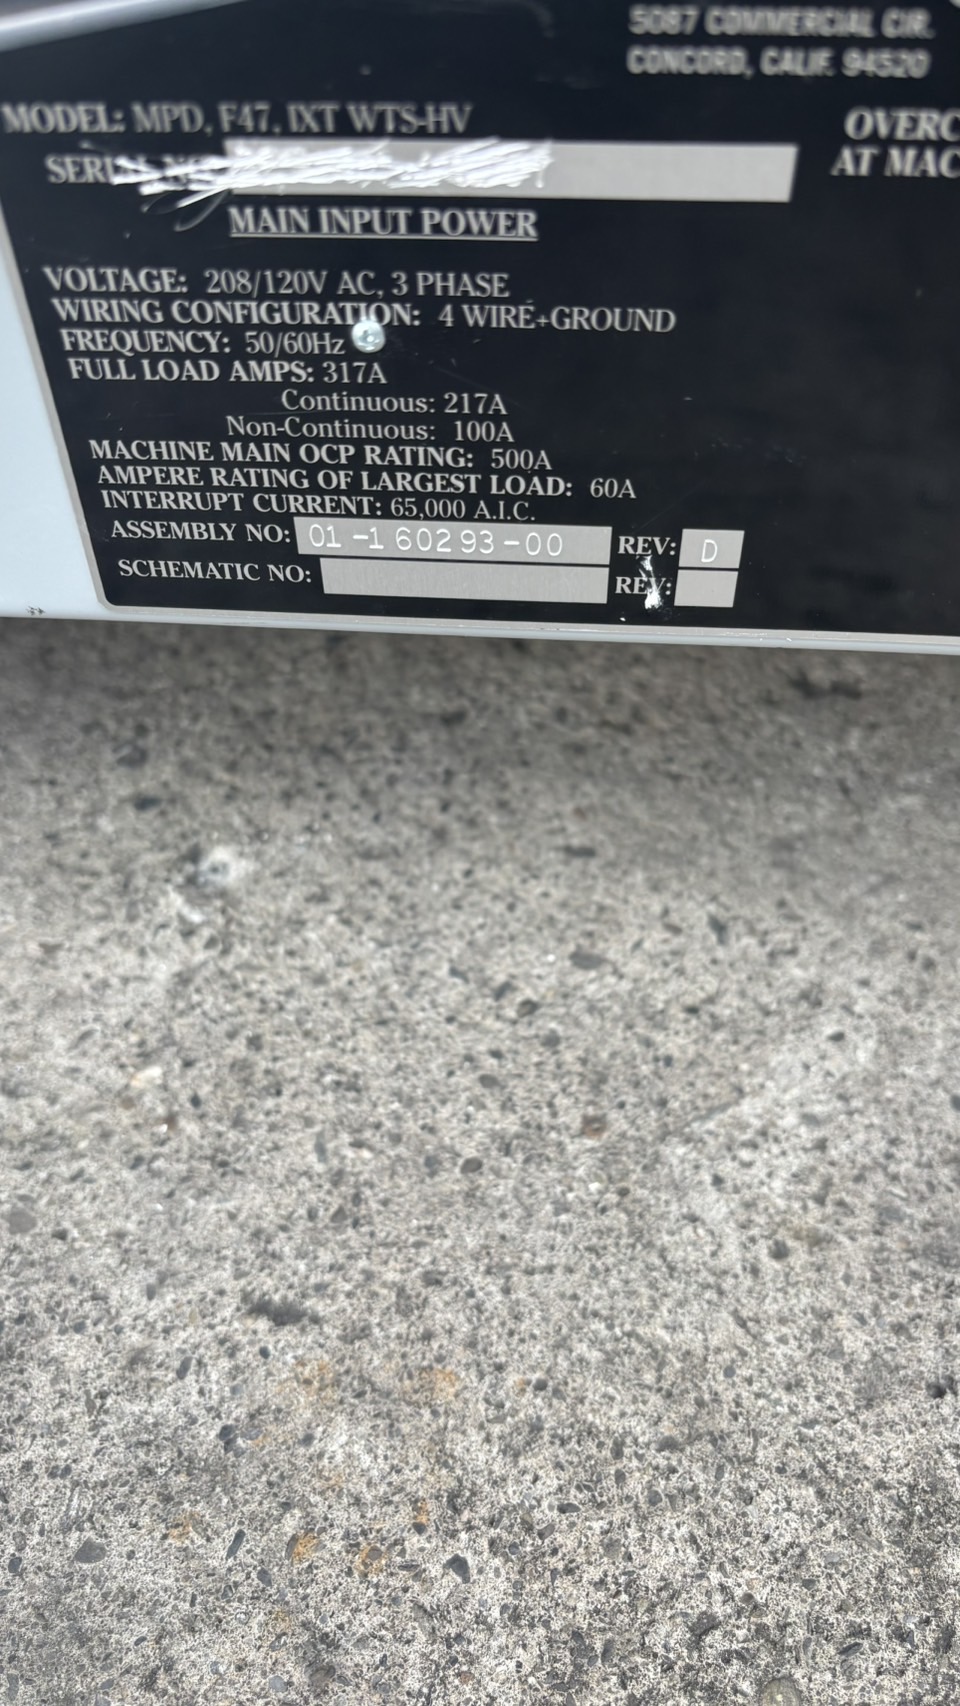 5087 COMMERCIAL CIR.
CONCORD, CALIF. 94520
MODEL: MPD, F47, IXT WTS-HV
OVERC
SERIAL NO:
AT MAC
MAIN INPUT POWER
VOLTAGE: 208/120V AC, 3 PHASE
WIRING CONFIGURATION: 4 WIRE+GROUND
FREQUENCY: 50/60Hz
FULL LOAD AMPS: 317A
Continuous: 217A
Non-Continuous: 100A
MACHINE MAIN OCP RATING: 500A
AMPERE RATING OF LARGEST LOAD: 60A
INTERRUPT CURRENT: 65,000 A.I.C.
ASSEMBLY NO: 01-160293-00 REV: D
SCHEMATIC NO: REV: